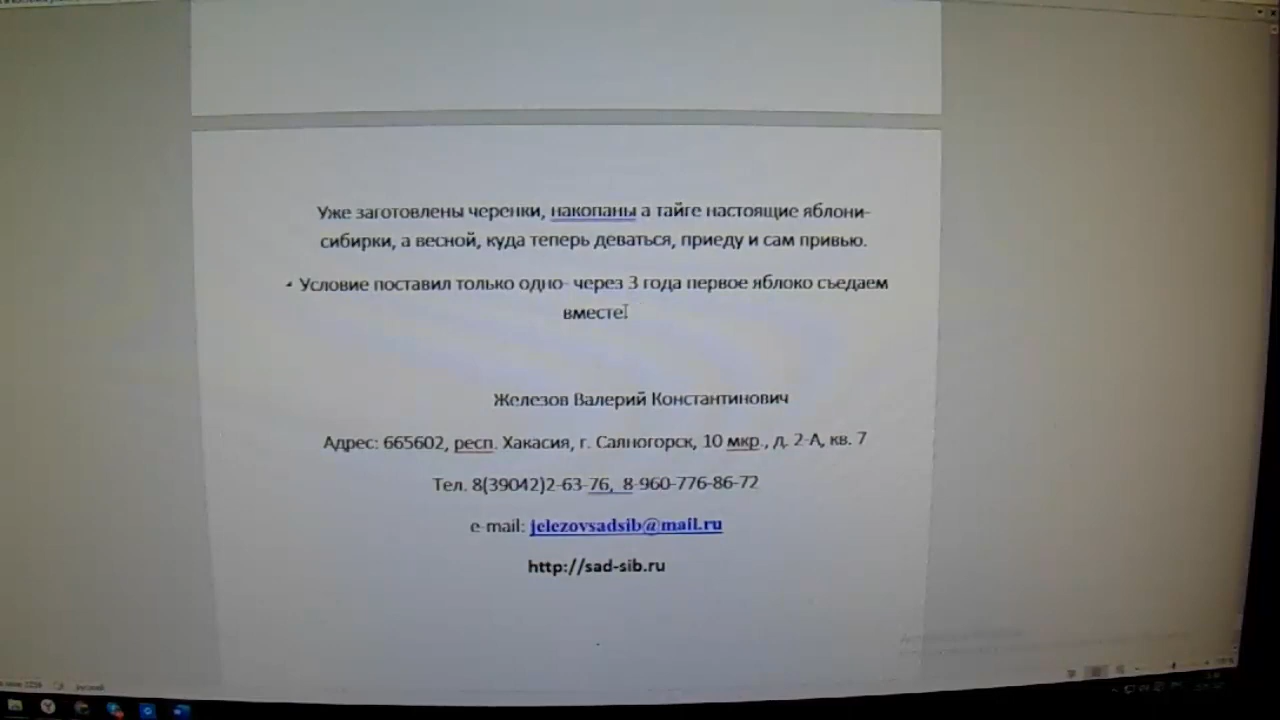 Уже заготовлены черенки, накопаны а тайге настоящие яблони-
сибирки, а весной, куда теперь деваться, приеду и сам привью.
- Условие поставил только одно- через 3 года первое яблоко съедаем
вместе!
Железов Валерий Константинович
Адрес: 665602, респ. Хакасия, г. Саяногорск, 10 мкр., д. 2-А, кв. 7
Тел. 8(39042)2-63-76, 8-960-776-86-72
e-mail: jelezovsadsib@mail.ru
http://sad-sib.ru
русский